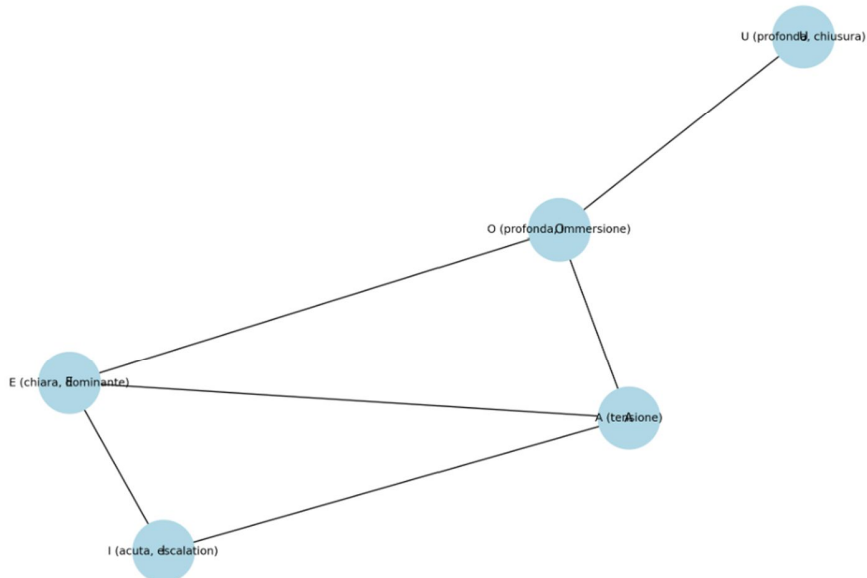 U (profonda, chiusura)
U
O (profonda, immersione)
O
E (chiara, dominante)
E
A (tensione)
A
I (acuta, escalation)
I